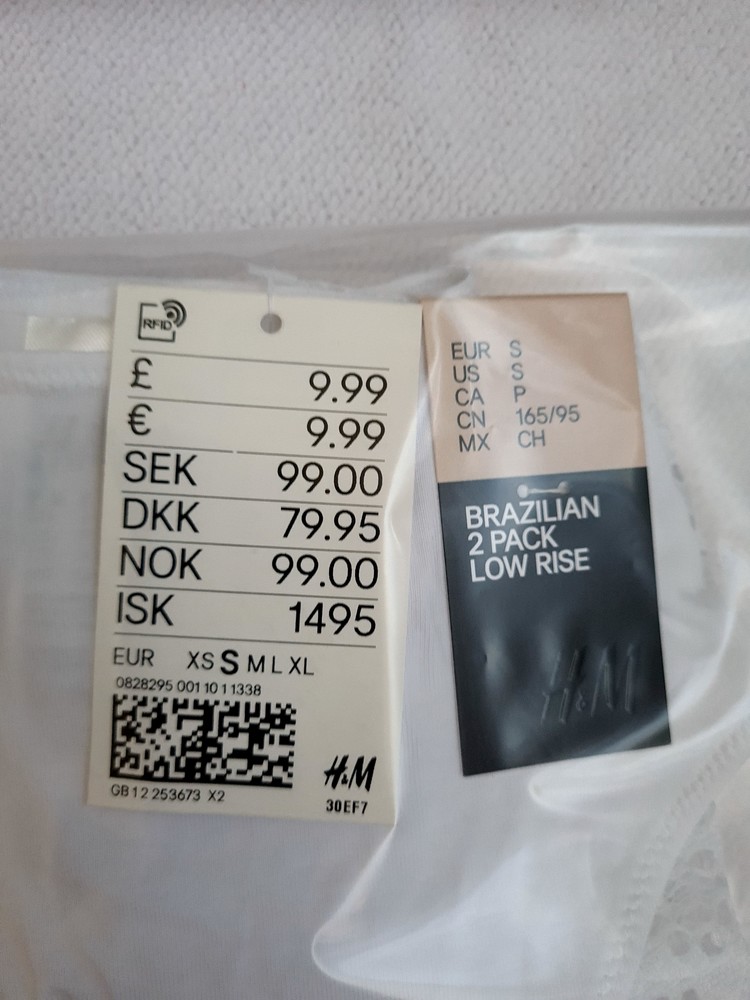 RFID
£ 9.99
€ 9.99
SEK 99.00
DKK 79.95
NOK 99.00
ISK 1495
EUR XS S M L XL
0828295 001 10 1 1338
GB 12 253673 X2
H&M
30EF7
EUR S
US S
CA P
CN 165/95
MX CH
BRAZILIAN
2 PACK
LOW RISE
H&M